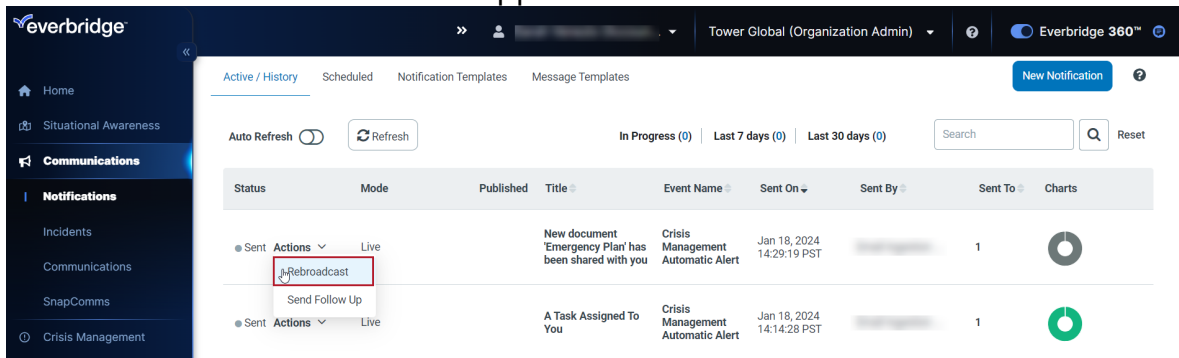 everbridge™
« 
»
Tower Global (Organization Admin)
Everbridge 360™
Home
Situational Awareness
Communications
Notifications
Incidents
Communications
SnapComms
Crisis Management
Active / History Scheduled Notification Templates Message Templates
New Notification
Auto Refresh Refresh In Progress (0) Last 7 days (0) Last 30 days (0) Search Reset
Status Mode Published Title Event Name Sent On Sent By Sent To Charts
Sent Actions Live
New document
'Emergency Plan' has
been shared with you
Crisis
Management
Automatic Alert
Jan 18, 2024
14:29:19 PST
1
Rebroadcast
Send Follow Up
Sent Actions Live
A Task Assigned To
You
Crisis
Management
Automatic Alert
Jan 18, 2024
14:14:28 PST
1